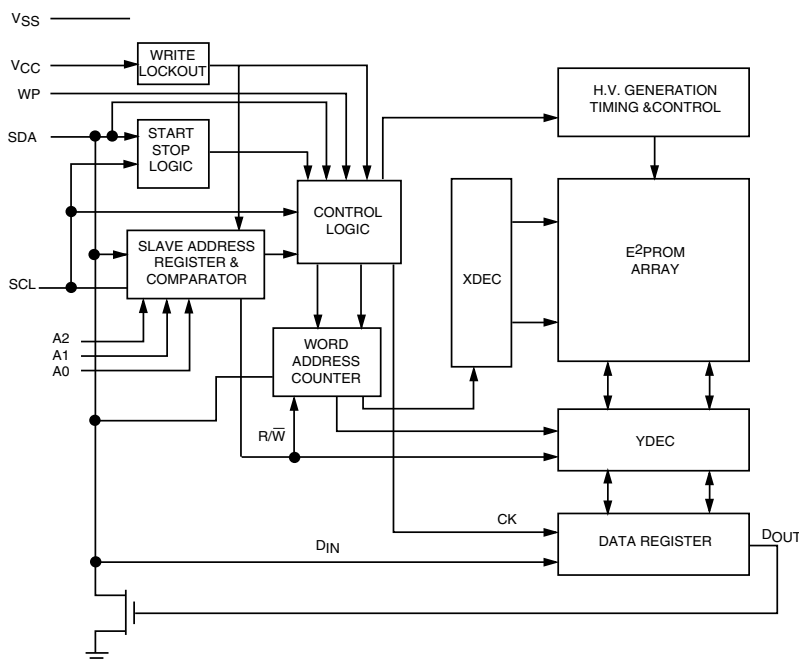 VSS
VCC
WRITE
LOCKOUT
WP
H.V. GENERATION
TIMING &CONTROL
SDA
START
STOP
LOGIC
CONTROL
LOGIC
E2PROM
ARRAY
SLAVE ADDRESS
REGISTER &
COMPARATOR
XDEC
SCL
A2
A1
A0
WORD
ADDRESS
COUNTER
R/W̅
YDEC
CK
DIN
DATA REGISTER
DOUT